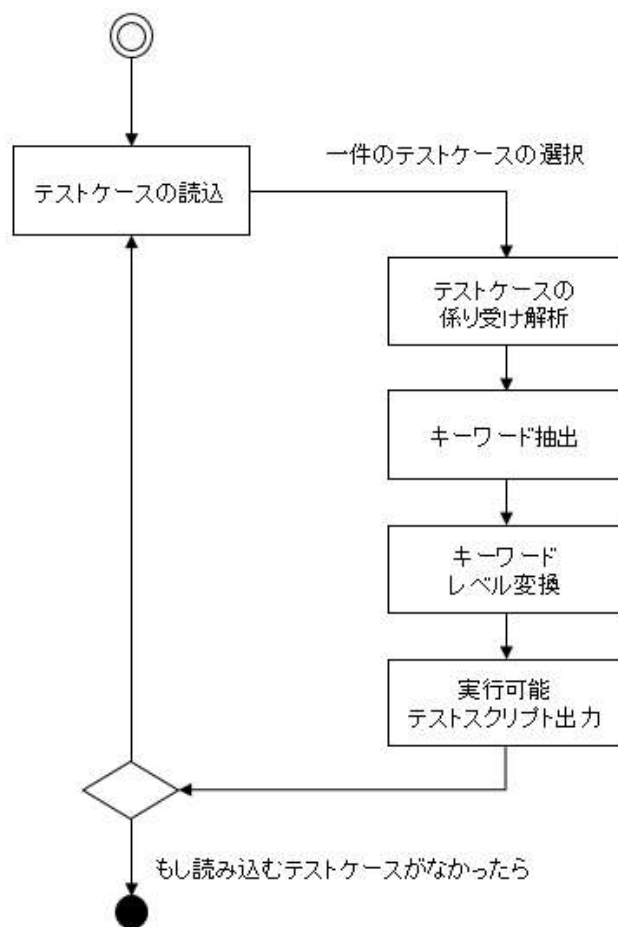 一件のテストケースの選択
テストケースの読込
テストケースの
係り受け解析
キーワード抽出
キーワード
レベル変換
実行可能
テストスクリプト出力
もし読み込むテストケースがなかったら